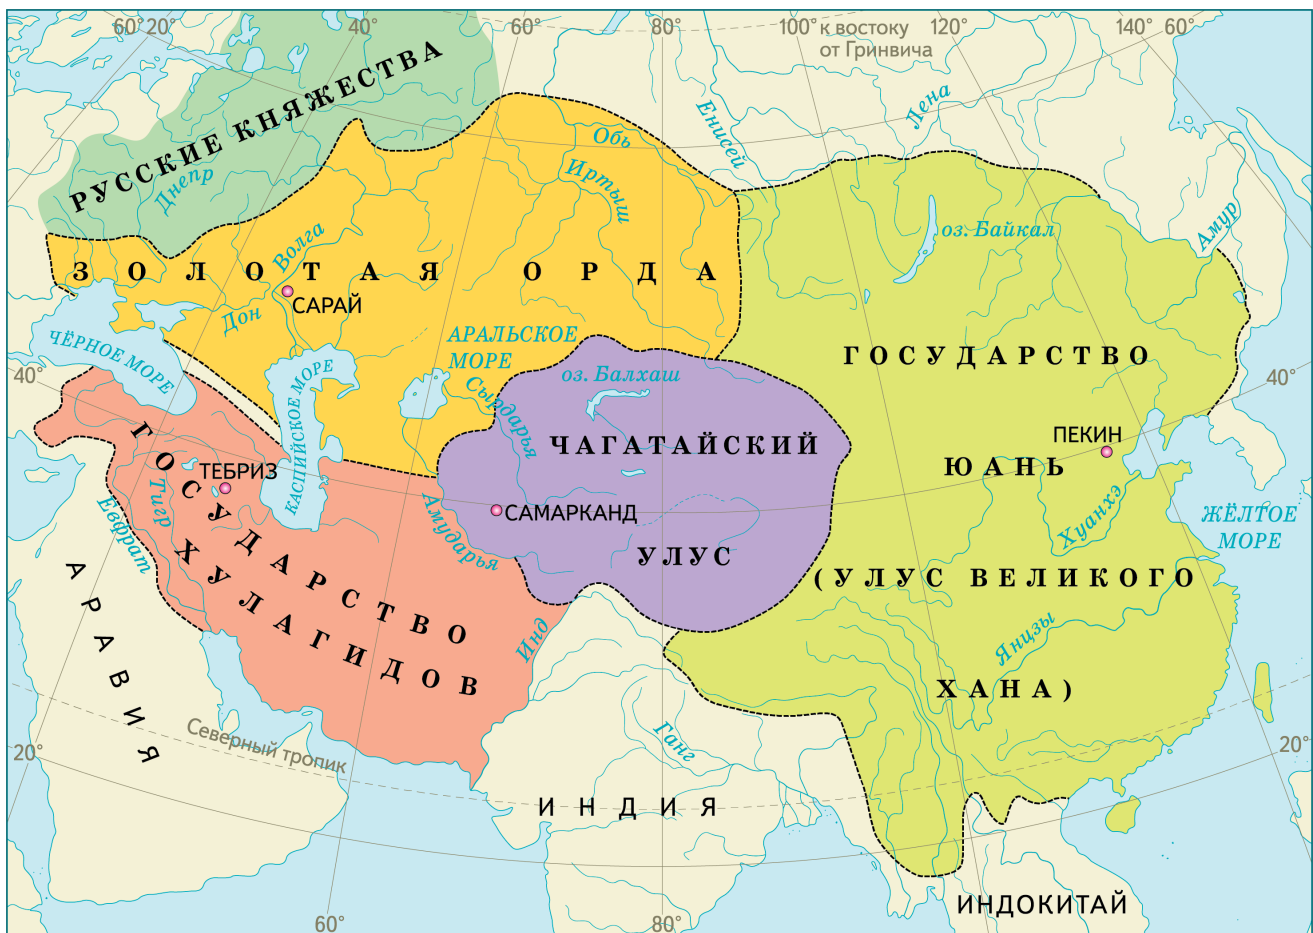 60° 20° 40° 60° 80° 100° к востоку
от Гринвича
120° 140° 60°
РУССКИЕ КНЯЖЕСТВА
Днепр
Обь
Енисей
Лена
Иртыш
Амур
оз. Байкал
Волга
ЗОЛОТАЯ ОРДА
САРАЙ
Дон
ЧЁРНОЕ МОРЕ
АРАЛЬСКОЕ
МОРЕ
ГОСУДАРСТВО
40°
КАСПИЙСКОЕ МОРЕ
Сырдарья
оз. Балхаш
40°
ЧАГАТАЙСКИЙ
ПЕКИН
ЮАНЬ
ГОСУДАРСТВО
ТЕБРИЗ
Тигр
Евфрат
Амударья
САМАРКАНД
Хуанхэ
ЖЁЛТОЕ
МОРЕ
УЛУС
(УЛУС ВЕЛИКОГО
ХУЛАГИДОВ
АРАВИЯ
Инд
Янцзы
ХАНА)
Северный тропик
Ганг
20°
20°
ИНДИЯ
ИНДОКИТАЙ
60°
80°